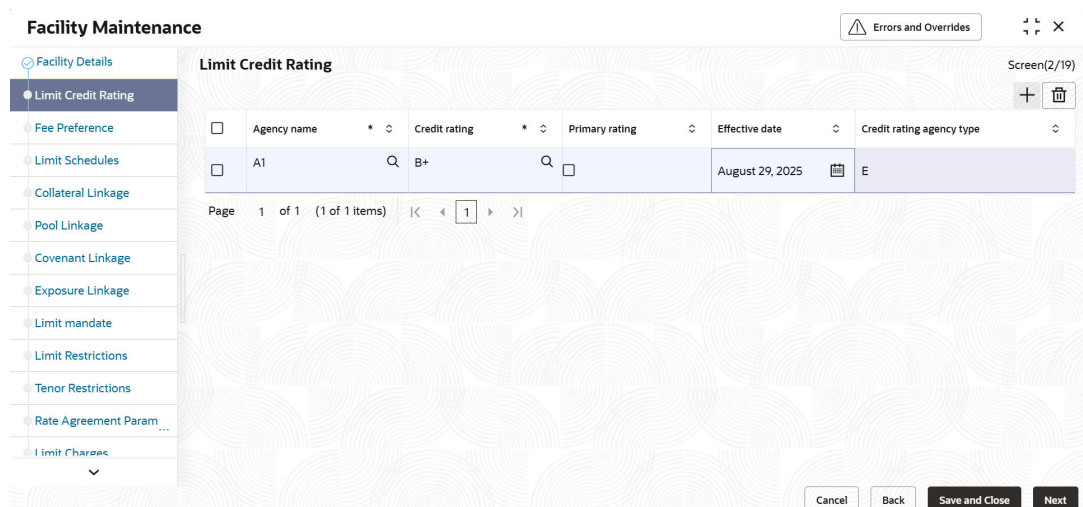 Facility Maintenance
Errors and Overrides
Facility Details
Limit Credit Rating
Fee Preference
Limit Schedules
Collateral Linkage
Pool Linkage
Covenant Linkage
Exposure Linkage
Limit mandate
Limit Restrictions
Tenor Restrictions
Rate Agreement Param ...
Limit Charges
Limit Credit Rating
Screen(2/19)
Agency name * Credit rating * Primary rating Effective date Credit rating agency type
A1 B+ August 29, 2025 E
Page 1 of 1 (1 of 1 items) 1
Cancel Back Save and Close Next